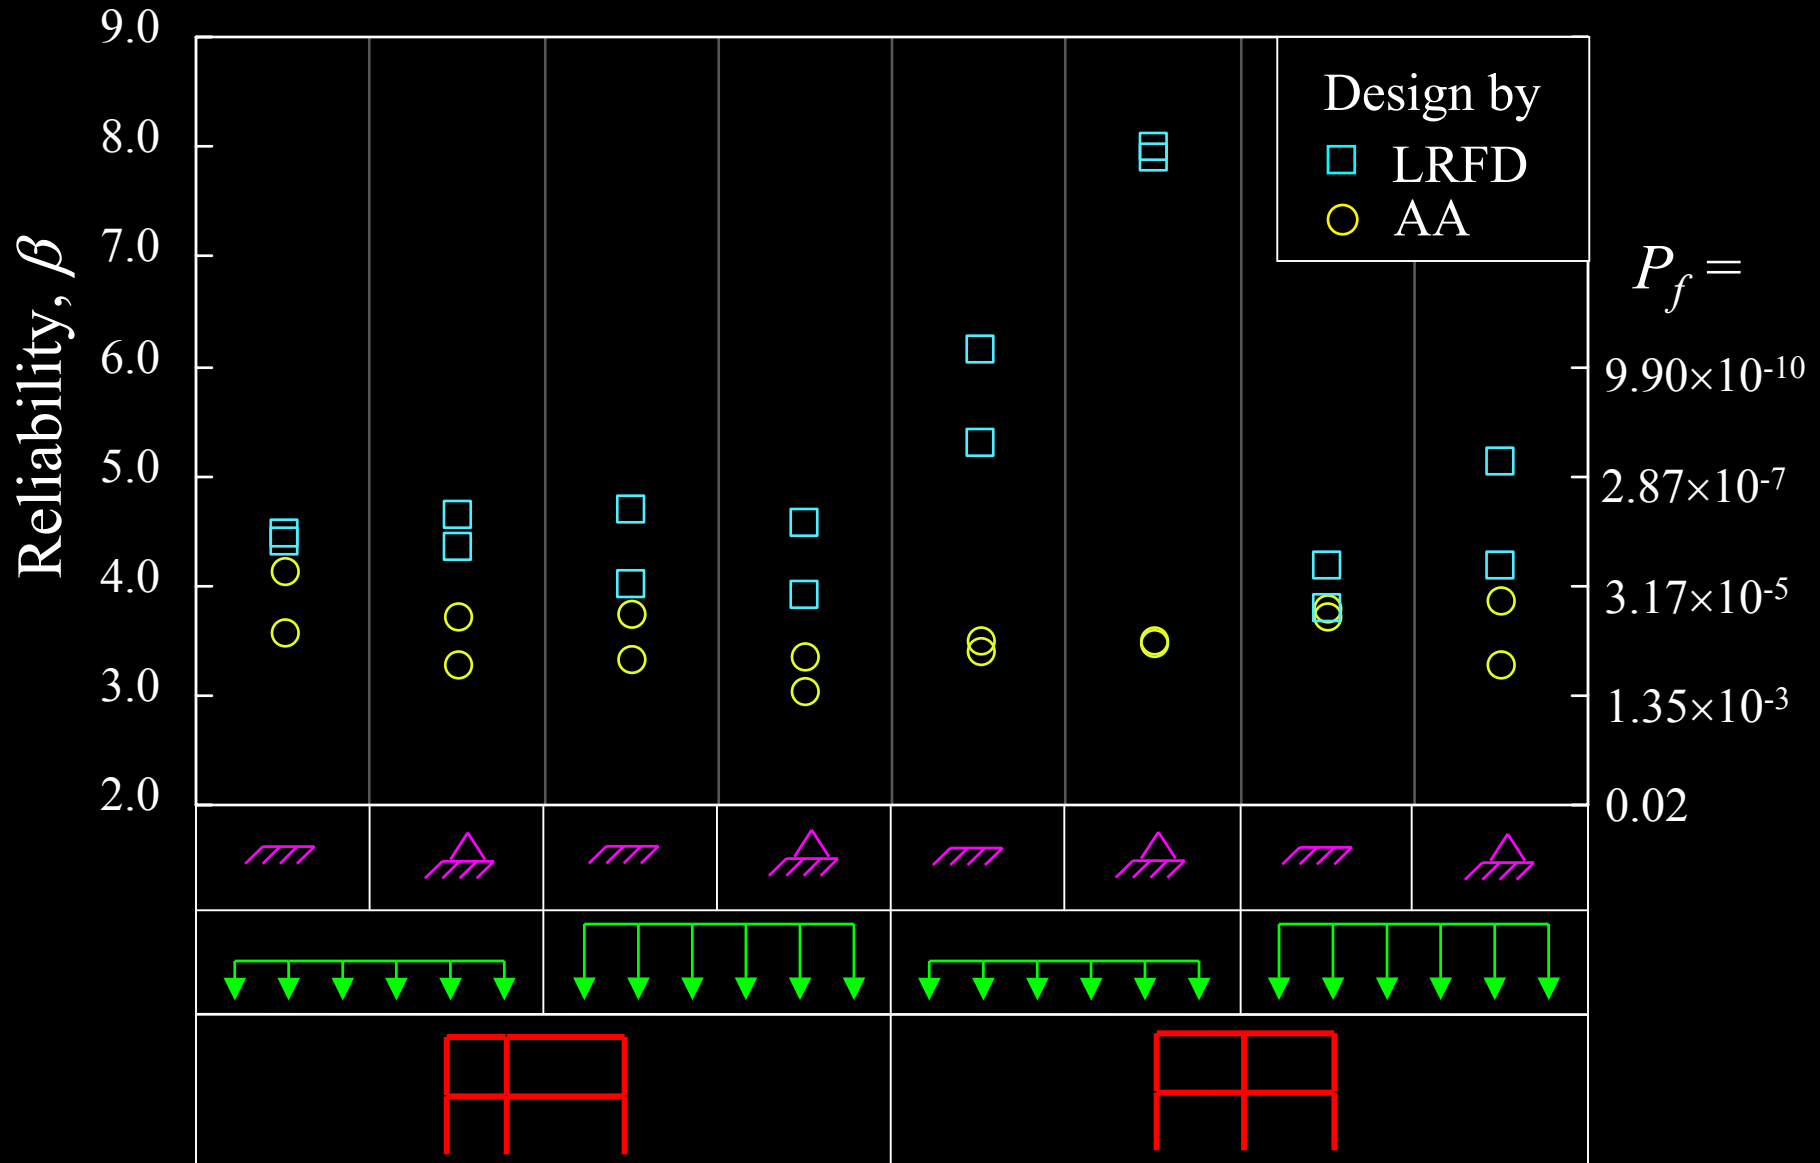 9.0
8.0
7.0
6.0
5.0
4.0
3.0
2.0
Reliability, β
Design by
LRFD
AA
P_f =
9.90×10^-10
2.87×10^-7
3.17×10^-5
1.35×10^-3
0.02